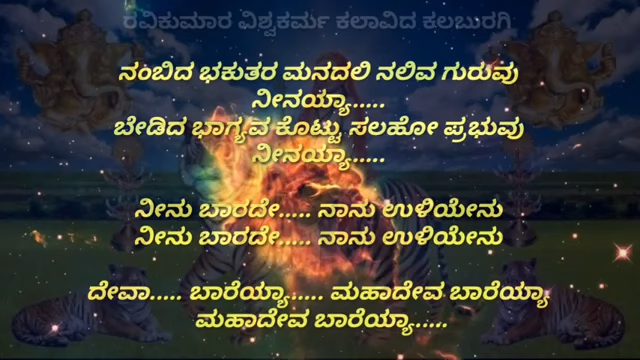 ರವಿಕುಮಾರ ವಿಶ್ವಕರ್ಮ ಕಲಾವಿದ ಕಲಬುರಗಿ
ನಂಬಿದ ಭಕುತರ ಮನದಲಿ ನಲಿವ ಗುರುವು
ನೀನಯ್ಯಾ.....
ಬೇಡಿದ ಭಾಗ್ಯವ ಕೊಟ್ಟು ಸಲಹೋ ಪ್ರಭುವು
ನೀನಯ್ಯಾ.....
ನೀನು ಬಾರದೇ..... ನಾನು ಉಳಿಯೇನು
ನೀನು ಬಾರದೇ..... ನಾನು ಉಳಿಯೇನು
ದೇವಾ..... ಬಾರೆಯ್ಯಾ...... ಮಹಾದೇವ ಬಾರೆಯ್ಯಾ
ಮಹಾದೇವ ಬಾರೆಯ್ಯಾ.....